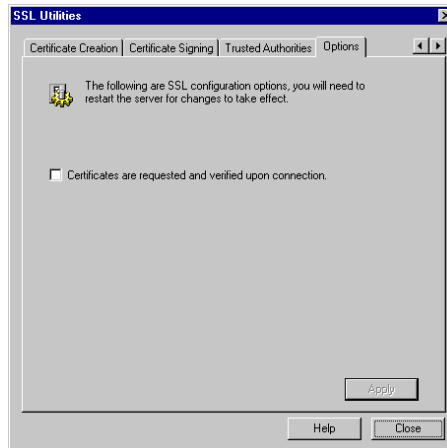 SSL Utilities
Certificate Creation
Certificate Signing
Trusted Authorities
Options
The following are SSL configuration options, you will need to
restart the server for changes to take effect.
Certificates are requested and verified upon connection.
Apply
Help
Close